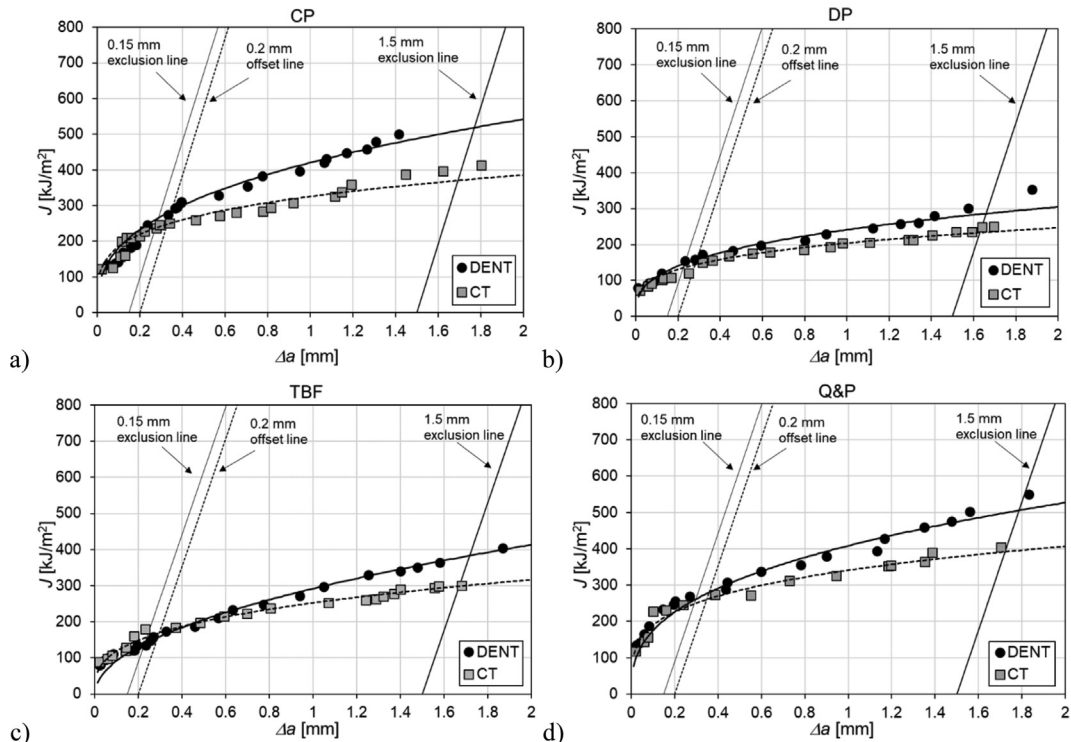 CP
800
700
600
500
400
300
200
100
0
J [kJ/m²]
0.15 mm
exclusion line
0.2 mm
offset line
1.5 mm
exclusion line
DENT
CT
0 0.2 0.4 0.6 0.8 1 1.2 1.4 1.6 1.8 2
Δa [mm]
a)
DP
800
700
600
500
400
300
200
100
0
J [kJ/m²]
0.15 mm
exclusion line
0.2 mm
offset line
1.5 mm
exclusion line
DENT
CT
0 0.2 0.4 0.6 0.8 1 1.2 1.4 1.6 1.8 2
Δa [mm]
b)
TBF
800
700
600
500
400
300
200
100
0
J [kJ/m²]
0.15 mm
exclusion line
0.2 mm
offset line
1.5 mm
exclusion line
DENT
CT
0 0.2 0.4 0.6 0.8 1 1.2 1.4 1.6 1.8 2
Δa [mm]
c)
Q&P
800
700
600
500
400
300
200
100
0
J [kJ/m²]
0.15 mm
exclusion line
0.2 mm
offset line
1.5 mm
exclusion line
DENT
CT
0 0.2 0.4 0.6 0.8 1 1.2 1.4 1.6 1.8 2
Δa [mm]
d)